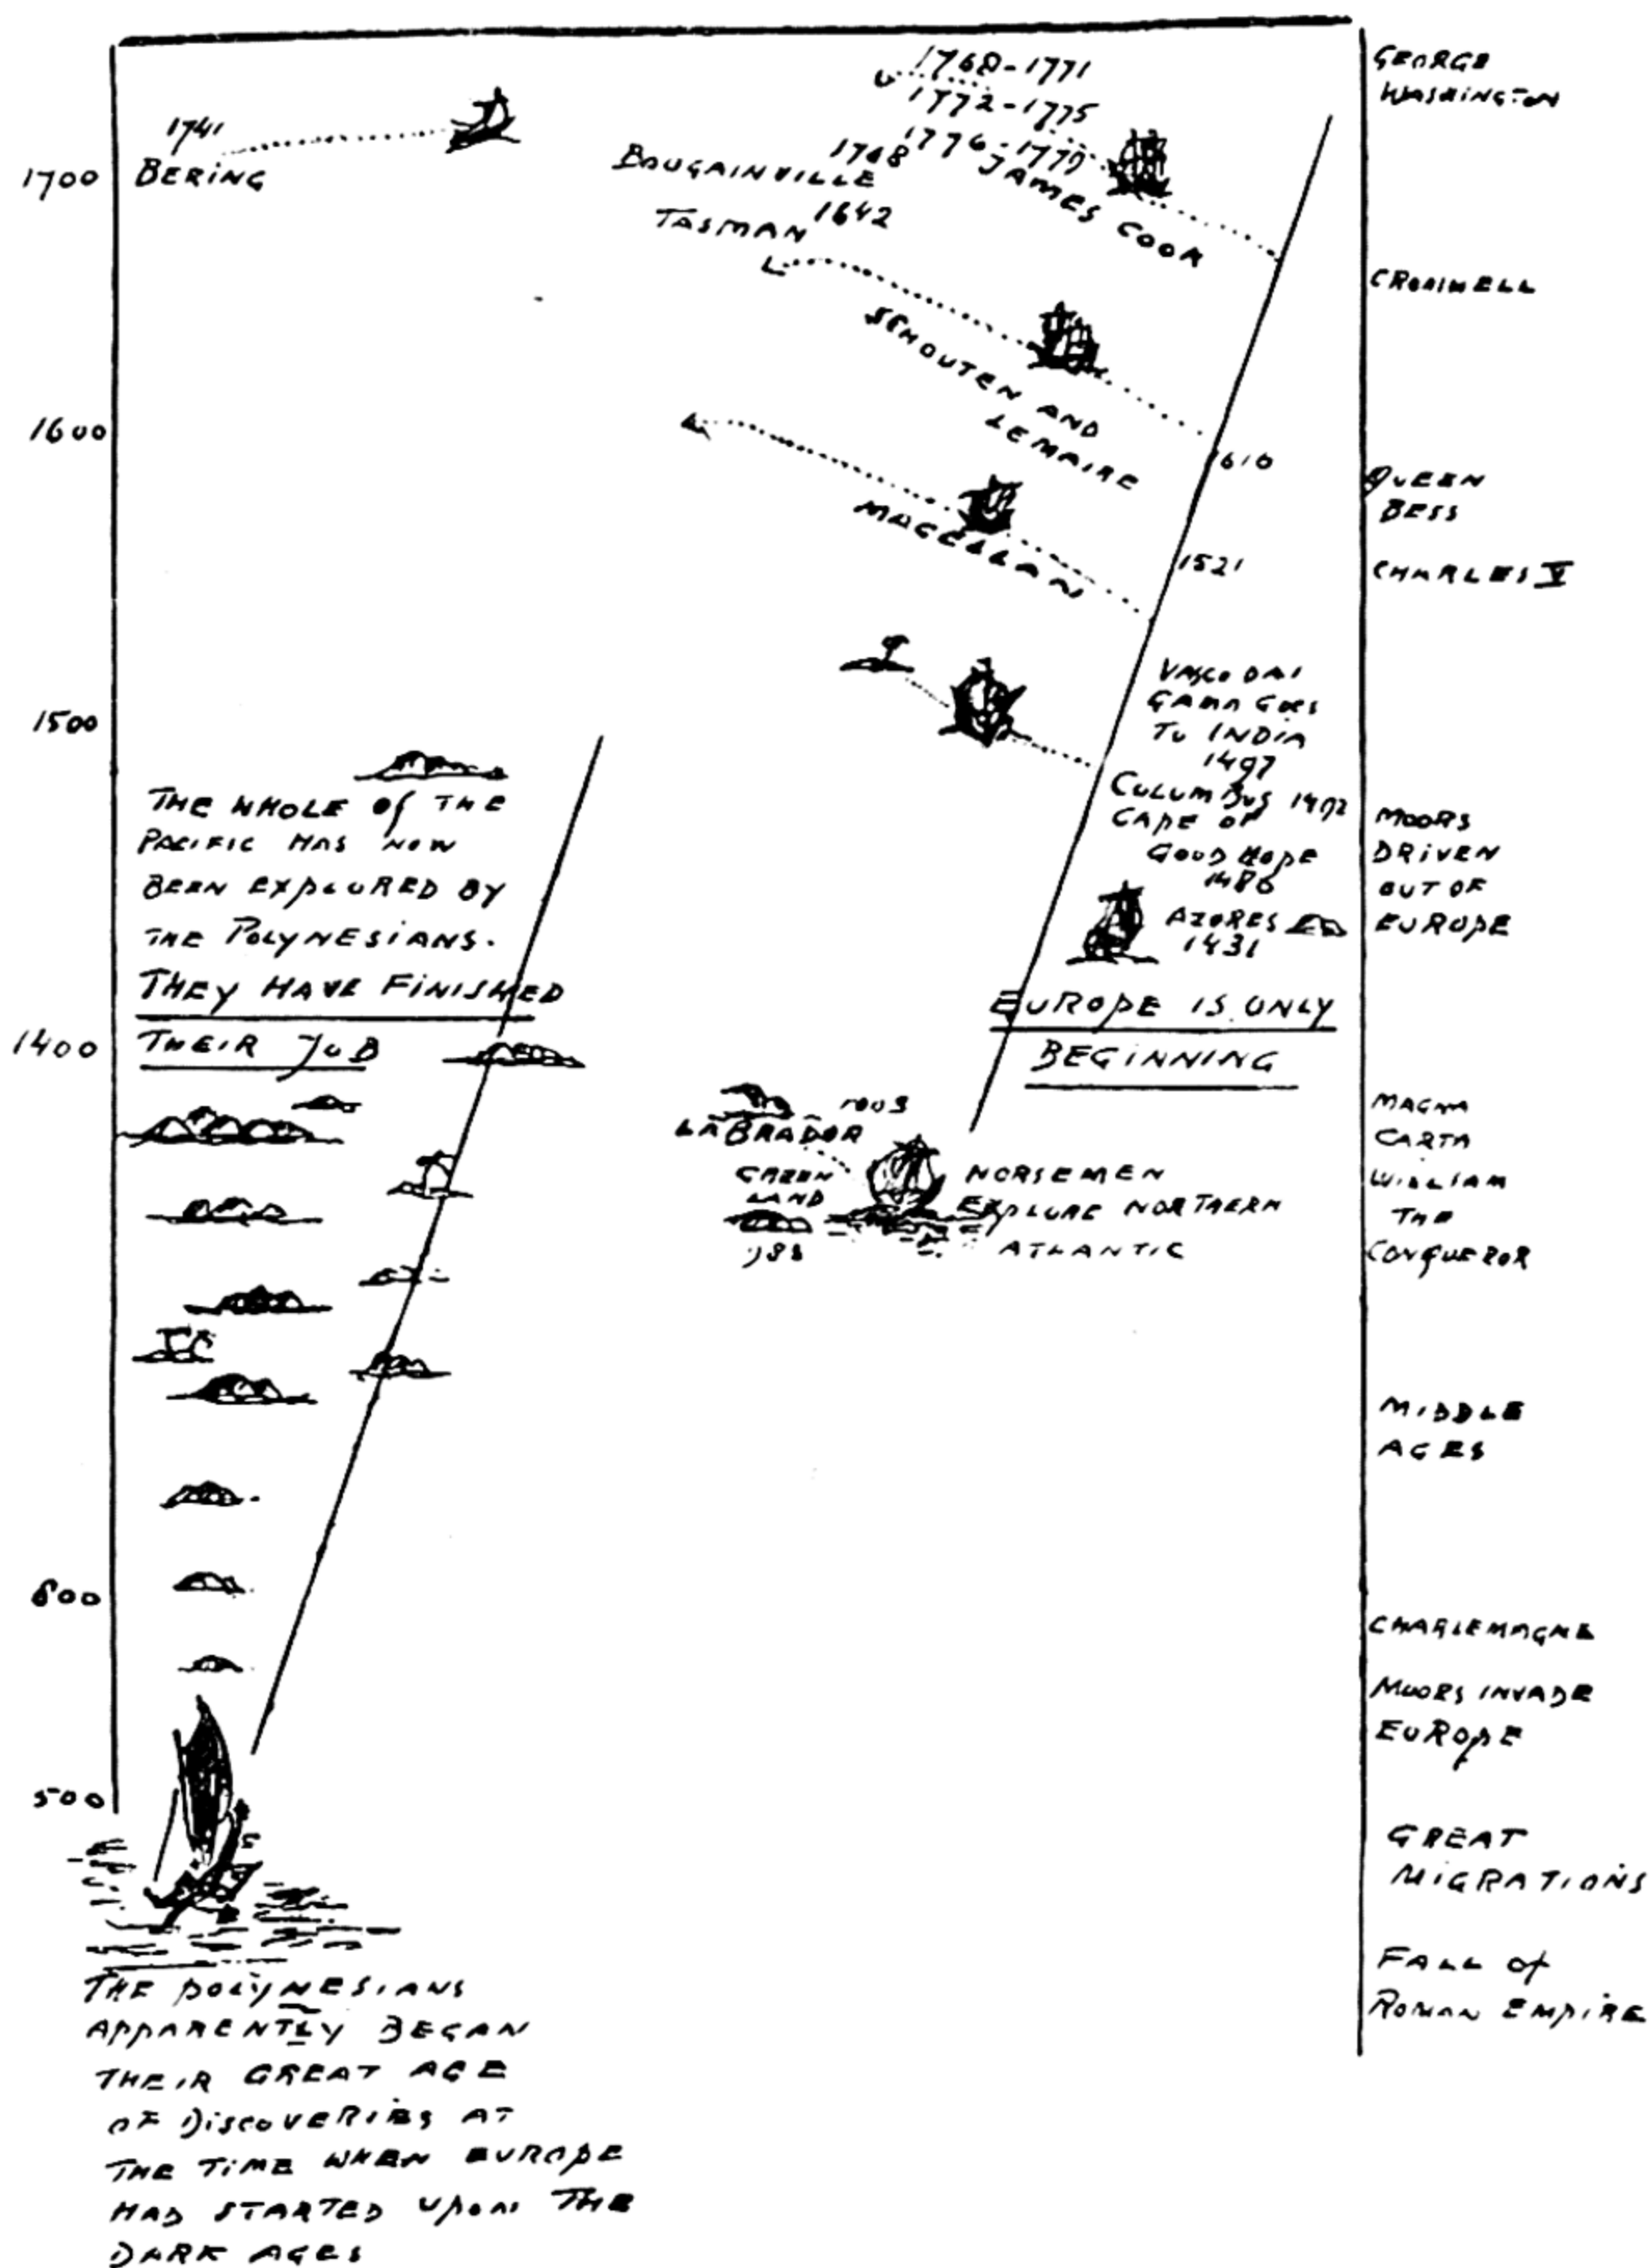 1768-1771
1772-1775
1776-1779
JAMES COOK
1741
BERING
BOUGAINVILLE 1768
TASMAN 1642
SCHOUTEN AND
LEMAIRE
1610
MAGELLAN
1521
VASCO DA
GAMA GOES
TO INDIA
1497
COLUMBUS 1492
CAPE OF
GOOD HOPE
1486
AZORES
1431
EUROPE IS ONLY
BEGINNING
1700
1600
1500
1400
800
500
THE WHOLE OF THE
PACIFIC HAS NOW
BEEN EXPLORED BY
THE POLYNESIANS.
THEY HAVE FINISHED
THEIR JOB
LABRADOR
GREEN
LAND
NORSEMEN
EXPLORE NORTHERN
ATLANTIC
GEORGE
WASHINGTON
CROMWELL
QUEEN
BESS
CHARLES V
MOORS
DRIVEN
OUT OF
EUROPE
MAGNA
CARTA
WILLIAM
THE
CONQUEROR
MIDDLE
AGES
CHARLEMAGNE
MOORS INVADE
EUROPE
GREAT
MIGRATIONS
FALL OF
ROMAN EMPIRE
THE POLYNESIANS
APPARENTLY BEGAN
THEIR GREAT AGE
OF DISCOVERIES AT
THE TIME WHEN EUROPE
HAD STARTED UPON THE
DARK AGES